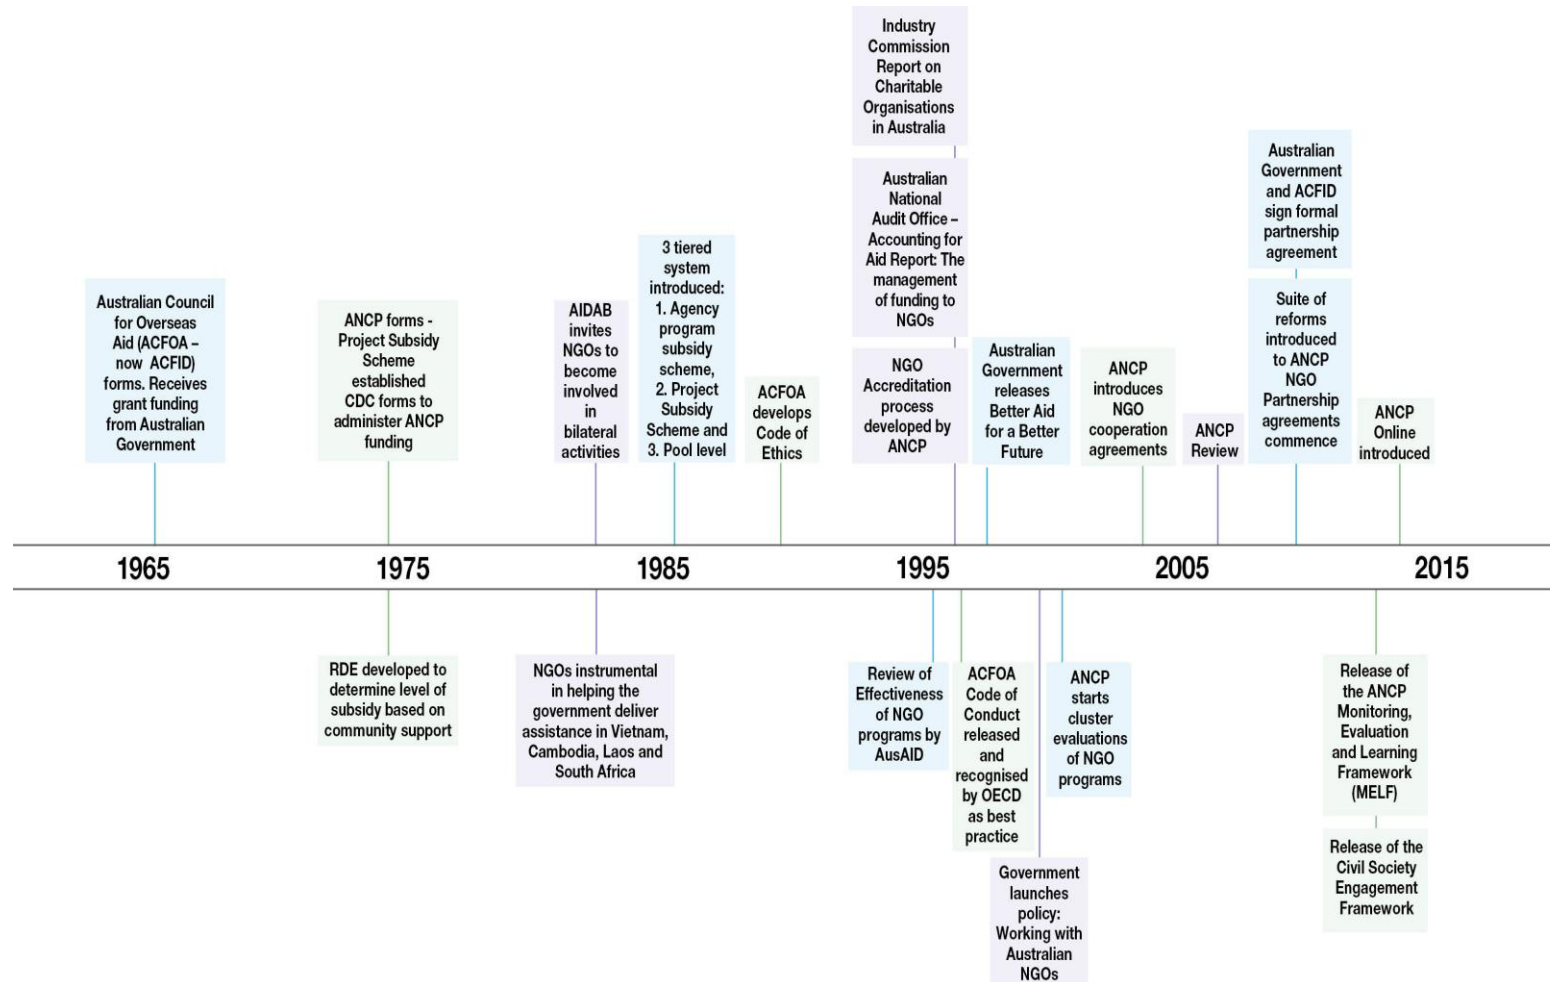 Industry
Commission
Report on
Charitable
Organisations
in Australia
Australian
National
Audit Office –
Accounting for
Aid Report: The
management
of funding to
NGOs
NGO
Accreditation
process
developed by
ANCP
Australian
Government
and ACFID
sign formal
partnership
agreement
Suite of
reforms
introduced
to ANCP
NGO
Partnership
agreements
commence
Australian Council
for Overseas
Aid (ACFOA –
now ACFID)
forms. Receives
grant funding
from Australian
Government
ANCP forms -
Project Subsidy
Scheme
established
CDC forms to
administer ANCP
funding
AIDAB
invites
NGOs to
become
involved
in
bilateral
activities
3 tiered
system
introduced:
1. Agency
program
subsidy
scheme,
2. Project
Subsidy
Scheme and
3. Pool level
ACFOA
develops
Code of
Ethics
Australian
Government
releases
Better Aid
for a Better
Future
ANCP
introduces
NGO
cooperation
agreements
ANCP
Review
ANCP
Online
introduced
1965
1975
1985
1995
2005
2015
RDE developed to
determine level of
subsidy based on
community support
NGOs instrumental
in helping the
government deliver
assistance in Vietnam,
Cambodia, Laos and
South Africa
Review of
Effectiveness
of NGO
programs by
AusAID
ACFOA
Code of
Conduct
released
and
recognised
by OECD
as best
practice
Government
launches
policy:
Working with
Australian
NGOs
ANCP
starts
cluster
evaluations
of NGO
programs
Release of
the ANCP
Monitoring,
Evaluation
and Learning
Framework
(MELF)
Release of the
Civil Society
Engagement
Framework